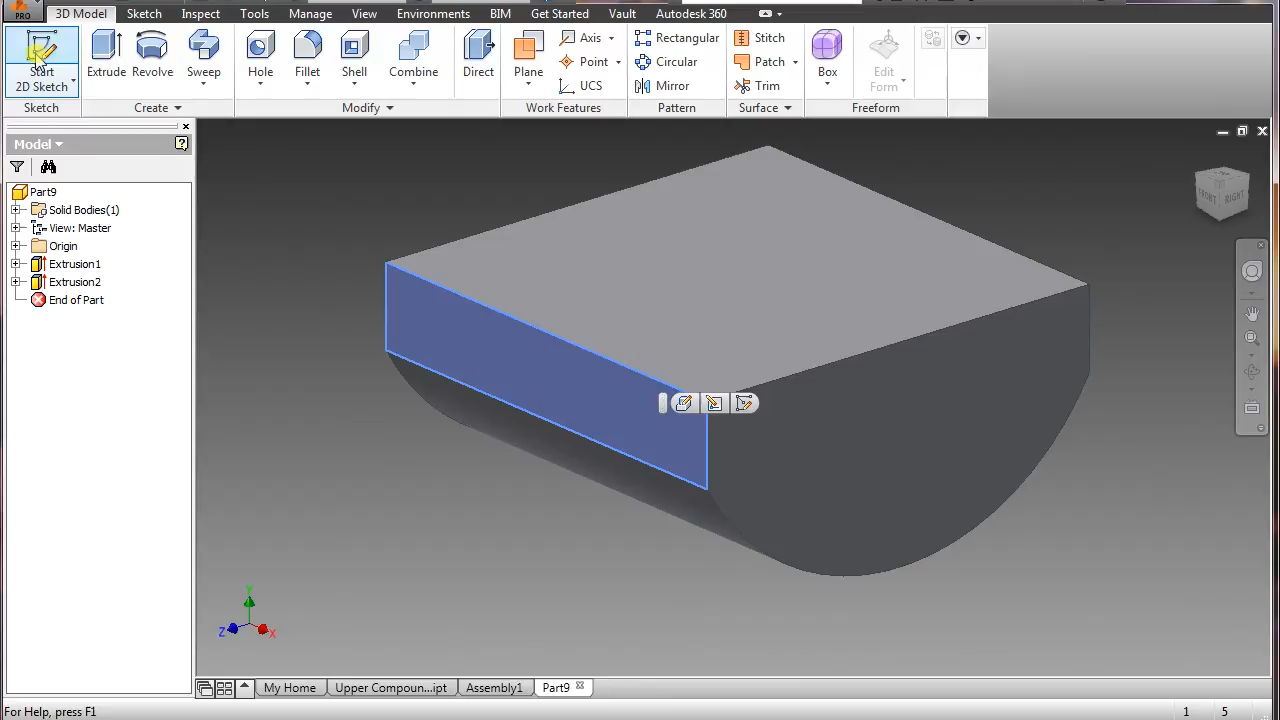 PRO
3D Model Sketch Inspect Tools Manage View Environments BIM Get Started Vault Autodesk 360
Start
2D Sketch
Extrude Revolve Sweep
Hole Fillet Shell Combine
Direct
Plane
Axis
Point
UCS
Rectangular
Circular
Mirror
Stitch
Patch
Trim
Box
Edit
Form
Sketch Create Modify Work Features Pattern Surface Freeform
Model
Part9
Solid Bodies(1)
View: Master
Origin
Extrusion1
Extrusion2
End of Part
FRONT RIGHT
Y
Z X
My Home Upper Compoun...ipt Assembly1 Part9
For Help, press F1 1 5